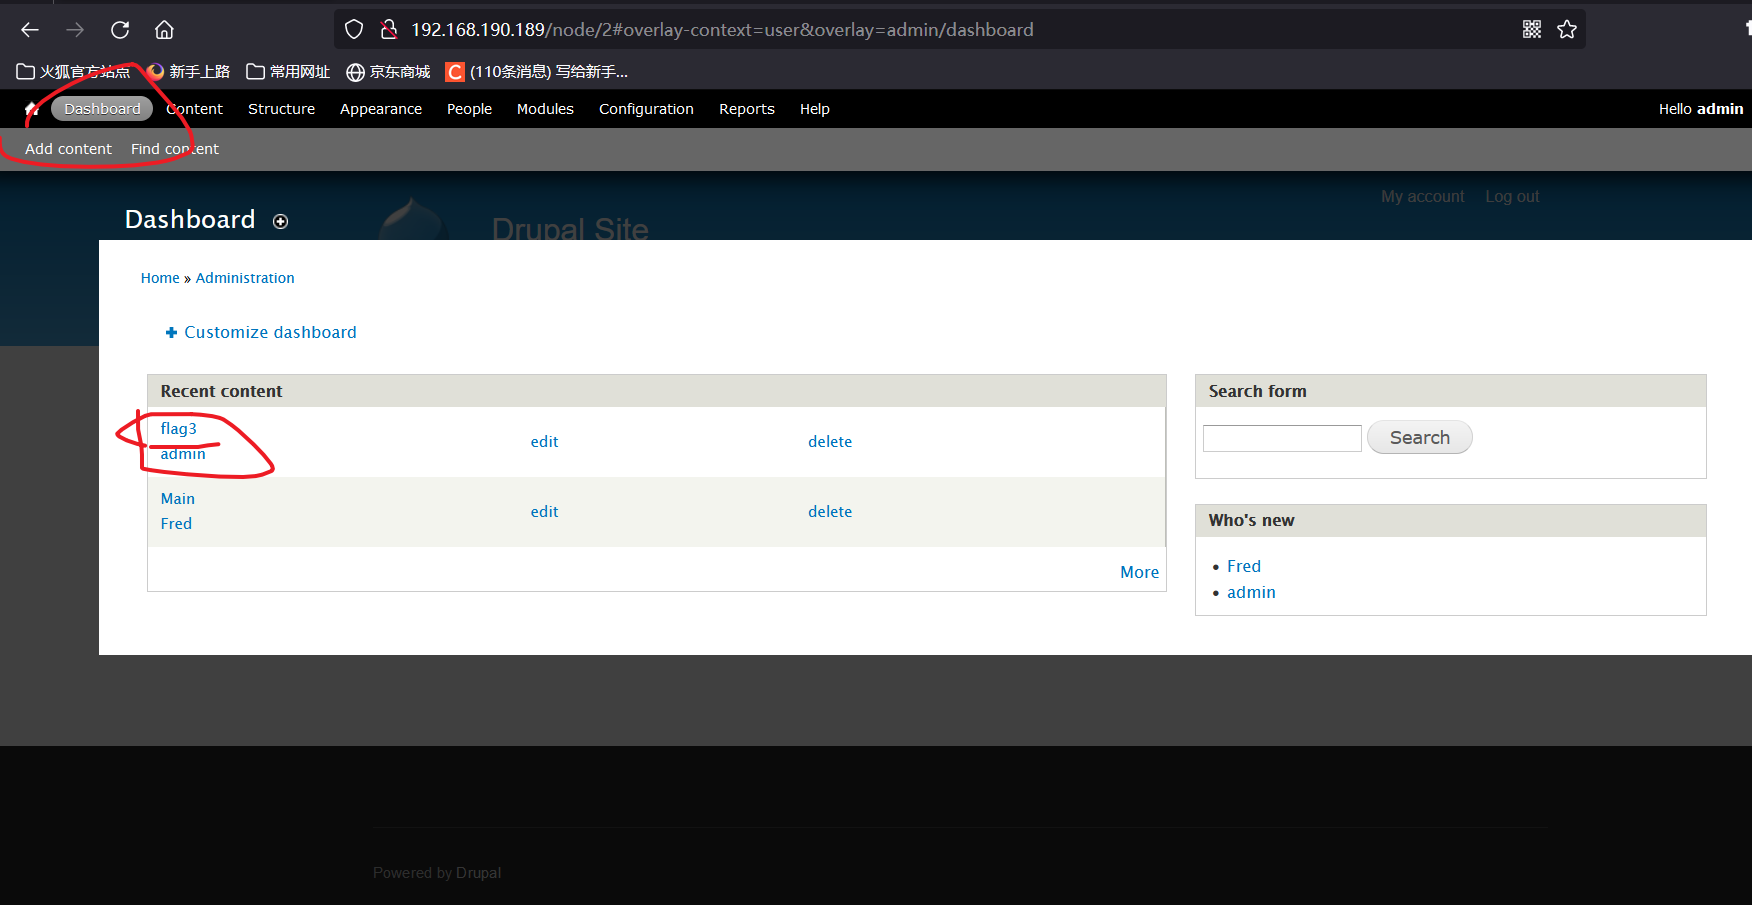 192.168.190.189/node/2#overlay-context=user&overlay=admin/dashboard
火狐官方站点 新手上路 常用网址 京东商城 C (110条消息) 写给新手...
Dashboard Content Structure Appearance People Modules Configuration Reports Help Hello admin
Add content Find content
My account Log out
Dashboard
Drupal Site
Home » Administration
Customize dashboard
Recent content
flag3
admin
edit delete
Main
Fred
edit delete
More
Search form
Search
Who's new
Fred
admin
Powered by Drupal